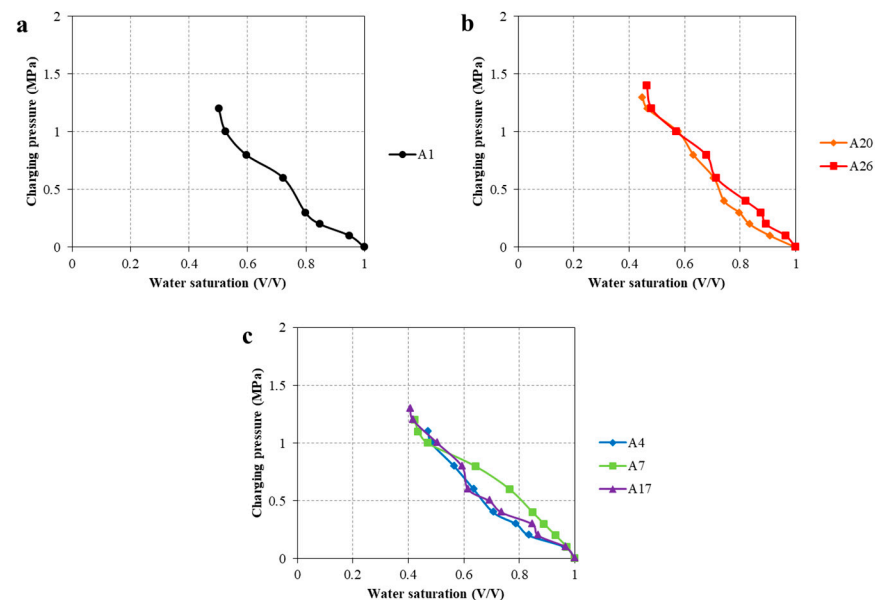 a
2
1.5
1
0.5
0
Charging pressure (MPa)
0 0.2 0.4 0.6 0.8 1
Water saturation (V/V)
A1
b
2
1.5
1
0.5
0
Charging pressure (MPa)
0 0.2 0.4 0.6 0.8 1
Water saturation (V/V)
A20
A26
c
2
1.5
1
0.5
0
Charging pressure (MPa)
0 0.2 0.4 0.6 0.8 1
Water saturation (V/V)
A4
A7
A17